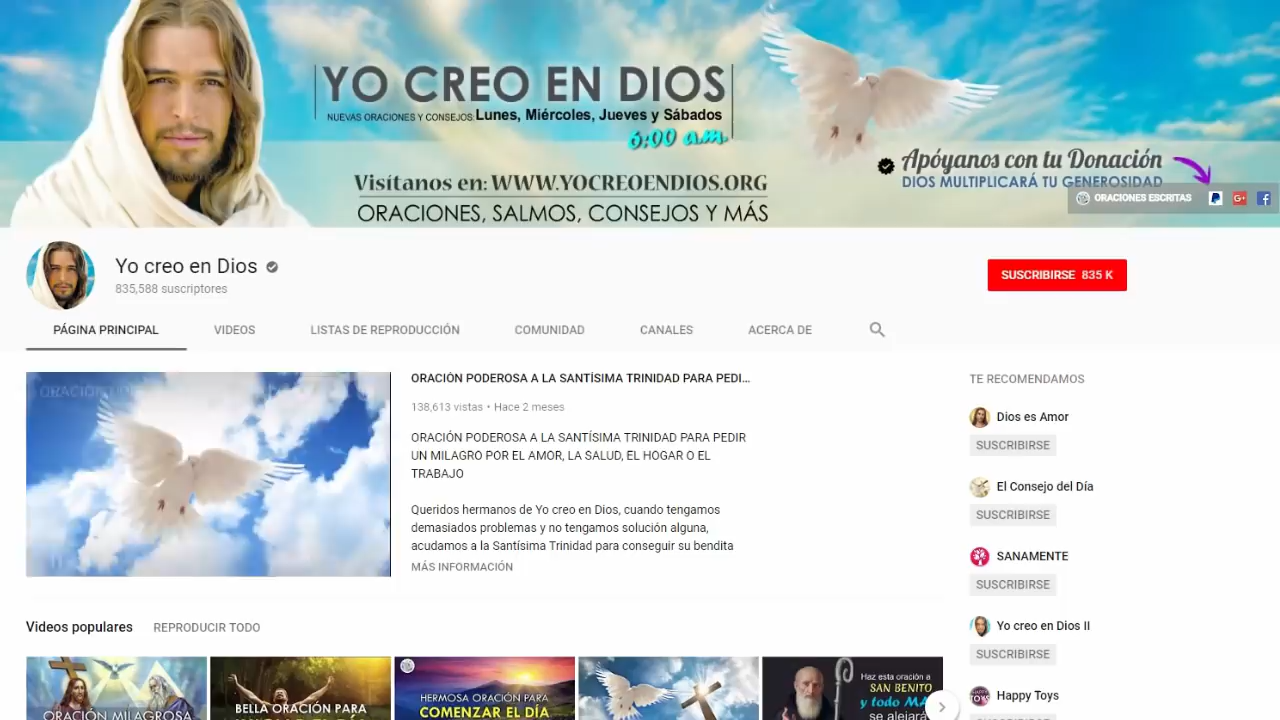 YO CREO EN DIOS
NUEVAS ORACIONES Y CONSEJOS: Lunes, Miércoles, Jueves y Sábados
6:00 a.m.
Visítanos en: WWW.YOCREOENDIOS.ORG
ORACIONES, SALMOS, CONSEJOS Y MÁS
Apóyanos con tu Donación
DIOS MULTIPLICARÁ TU GENEROSIDAD
ORACIONES ESCRITAS
Yo creo en Dios
835,588 suscriptores
SUSCRIBIRSE 835 K
PÁGINA PRINCIPAL VIDEOS LISTAS DE REPRODUCCIÓN COMUNIDAD CANALES ACERCA DE
ORACIÓN PODEROSA A LA SANTÍSIMA TRINIDAD PARA PEDI...
138,613 vistas • Hace 2 meses
ORACIÓN PODEROSA A LA SANTÍSIMA TRINIDAD PARA PEDIR
UN MILAGRO POR EL AMOR, LA SALUD, EL HOGAR O EL
TRABAJO
Queridos hermanos de Yo creo en Dios, cuando tengamos
demasiados problemas y no tengamos solución alguna,
acudamos a la Santísima Trinidad para conseguir su bendita
MÁS INFORMACIÓN
TE RECOMENDAMOS
Dios es Amor
SUSCRIBIRSE
El Consejo del Día
SUSCRIBIRSE
SANAMENTE
SUSCRIBIRSE
Yo creo en Dios II
SUSCRIBIRSE
Happy Toys
Videos populares REPRODUCIR TODO
ORACIÓN MILAGROSA
BELLA ORACIÓN PARA
HERMOSA ORACIÓN PARA
COMENZAR EL DÍA
Haz esta oración a
SAN BENITO
y todo
se alejará